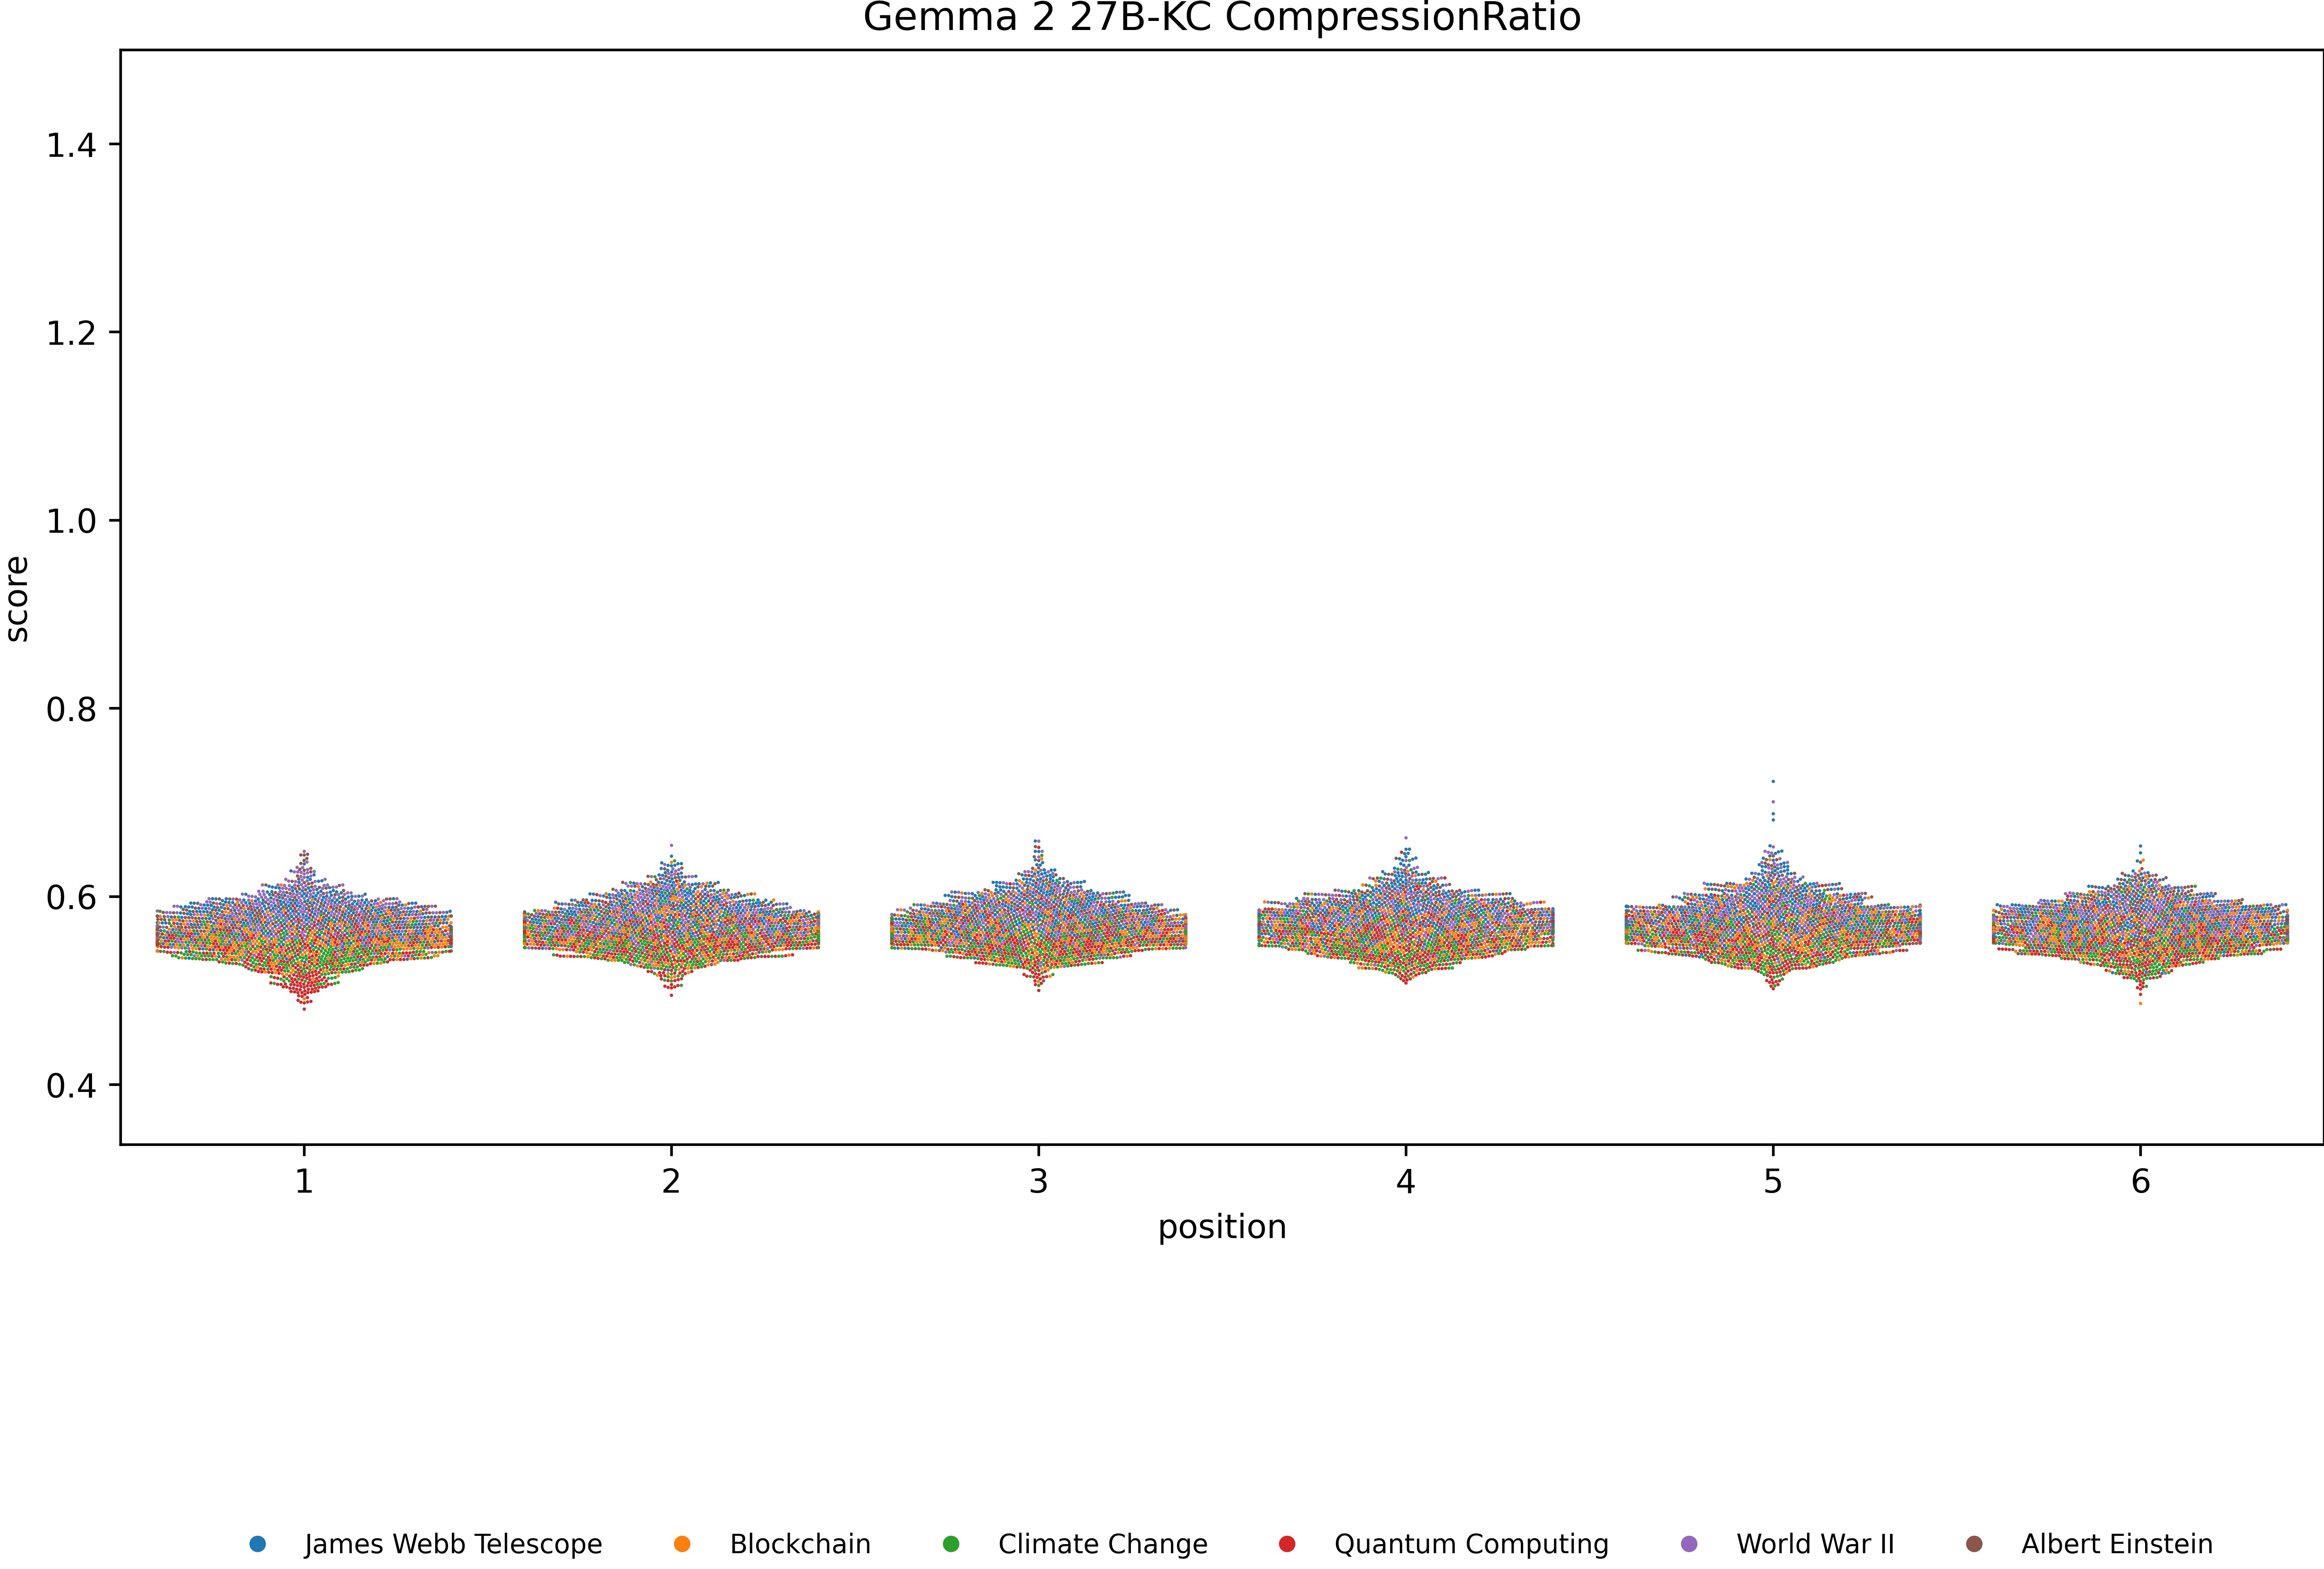 Gemma 2 27B-KC CompressionRatio
1.4
1.2
1.0
0.8
0.6
0.4
score
1 2 3 4 5 6
position
James Webb Telescope Blockchain Climate Change Quantum Computing World War II Albert Einstein